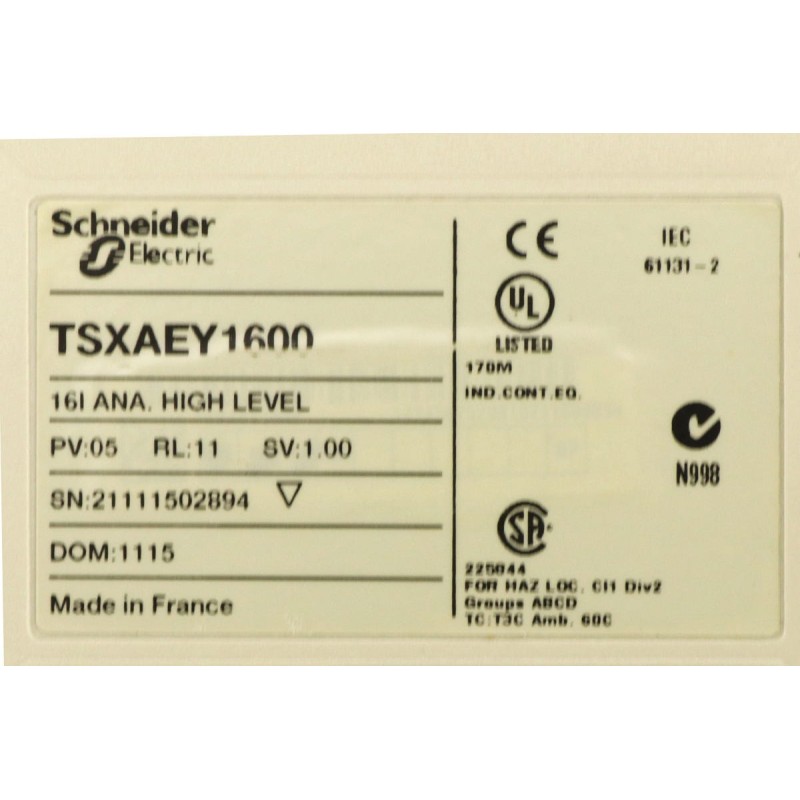 Schneider
Electric
TSXAEY1600
16I ANA. HIGH LEVEL
PV:05 RL:11 SV:1.00
SN:21111502894
DOM:1115
Made in France
CE
UL
LISTED
170M
IND.CONT.EQ.
IEC
61131-2
N998
SA
225044
FOR HAZ LOC. Cl1 Div2
Groups ABCD
TC:T3C Amb. 60C